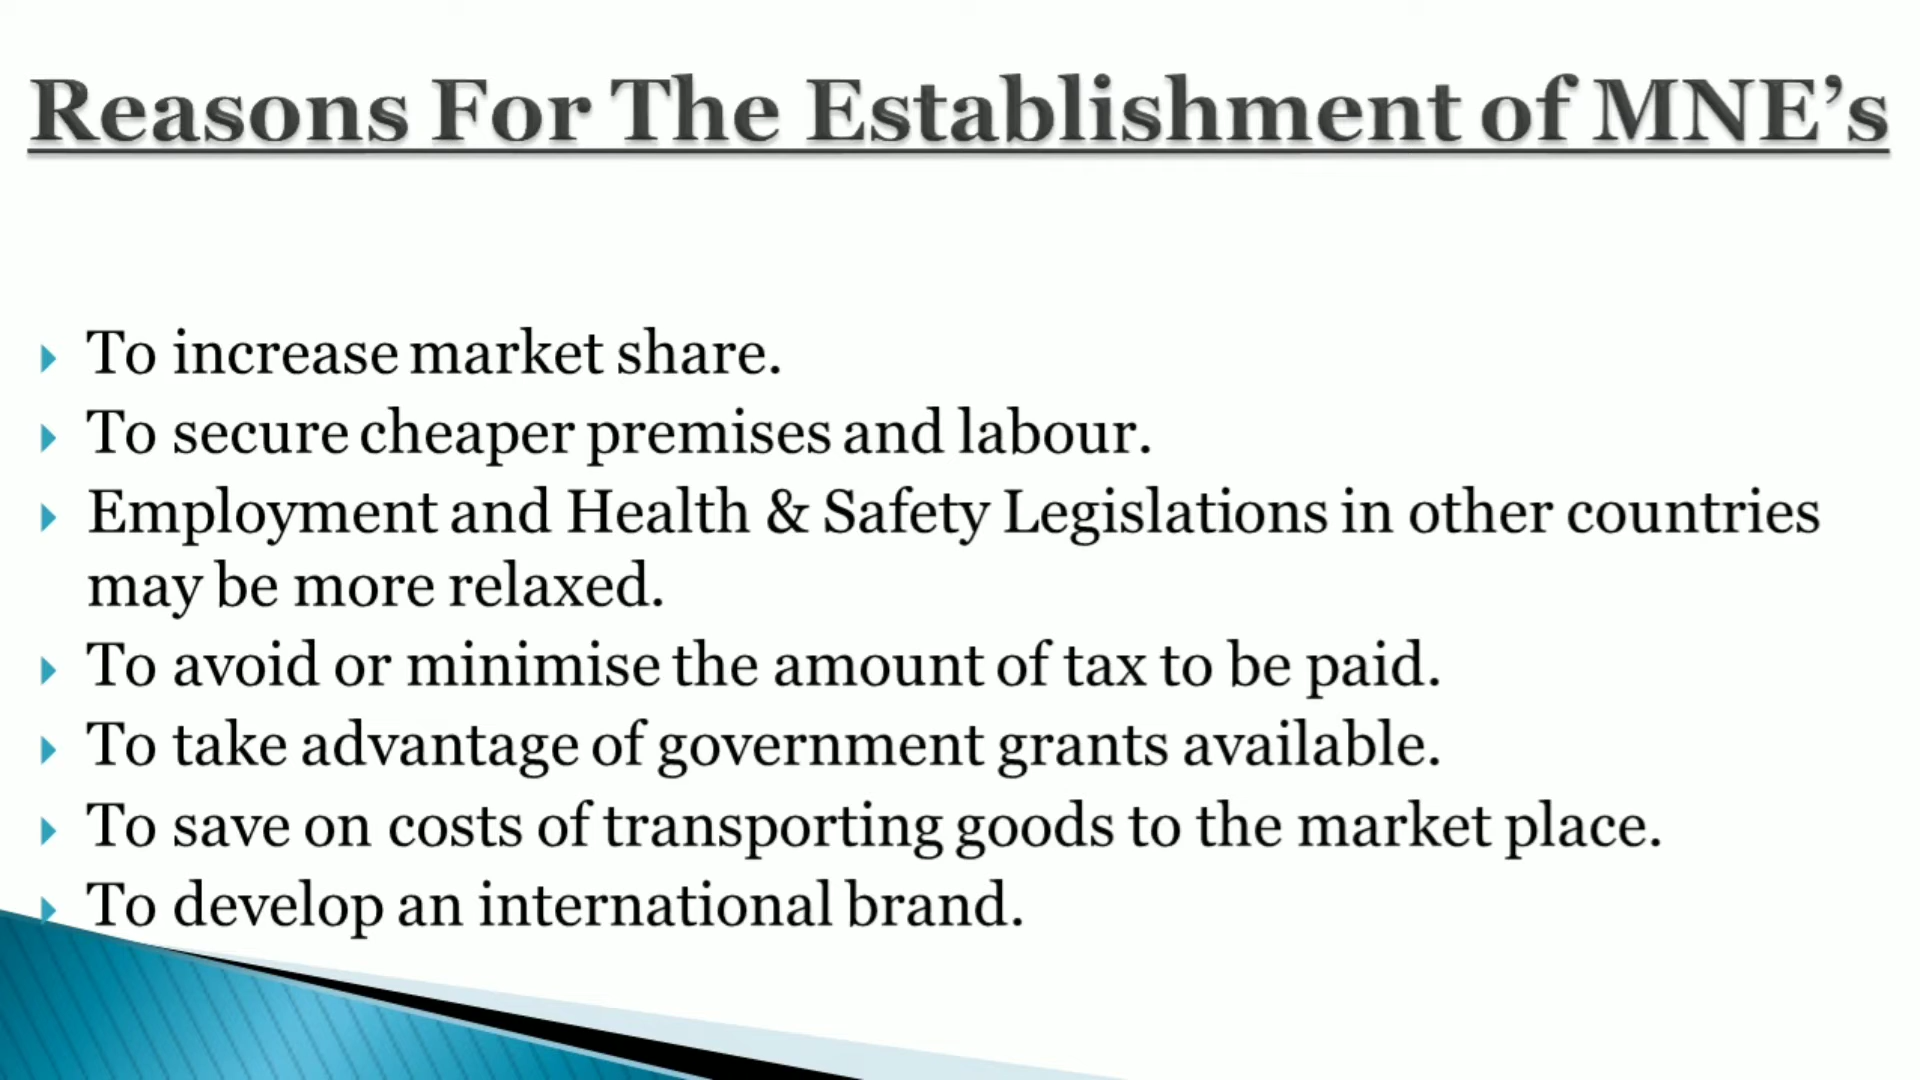 Reasons For The Establishment of MNE’s
To increase market share.
To secure cheaper premises and labour.
Employment and Health & Safety Legislations in other countries
may be more relaxed.
To avoid or minimise the amount of tax to be paid.
To take advantage of government grants available.
To save on costs of transporting goods to the market place.
To develop an international brand.